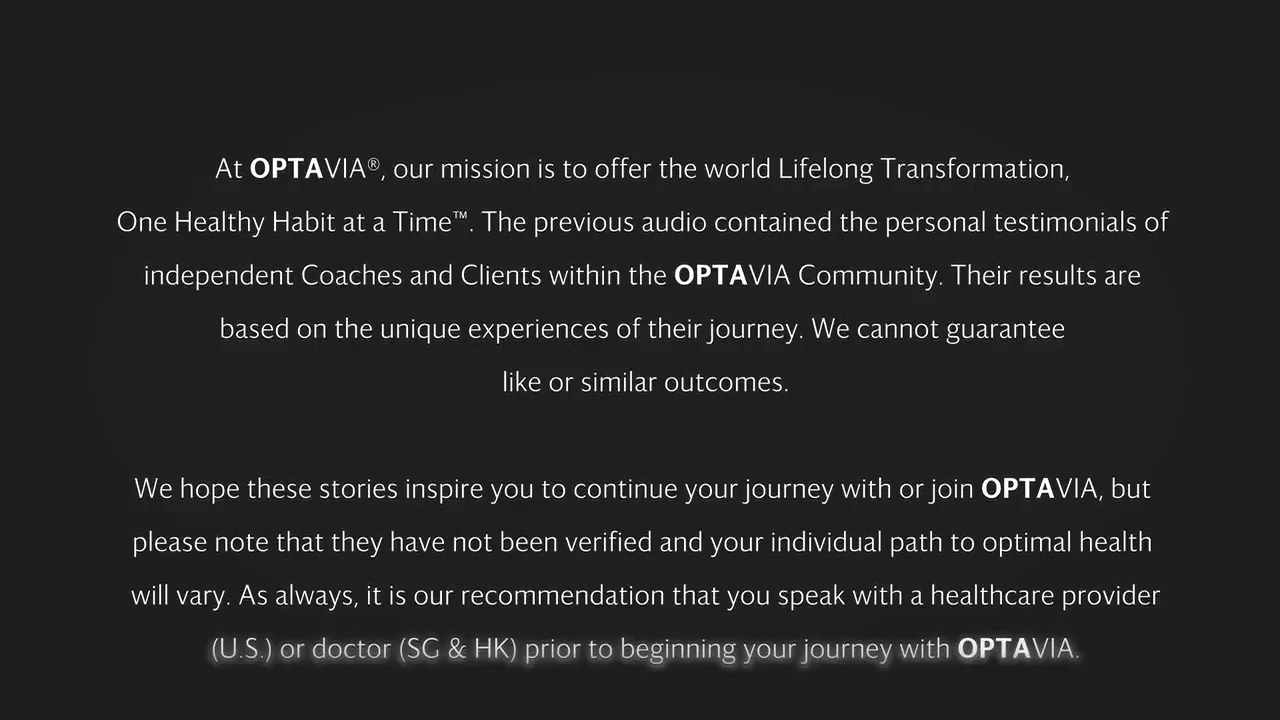 At OPTAVIA®, our mission is to offer the world Lifelong Transformation,
One Healthy Habit at a Time™. The previous audio contained the personal testimonials of
independent Coaches and Clients within the OPTAVIA Community. Their results are
based on the unique experiences of their journey. We cannot guarantee
like or similar outcomes.
We hope these stories inspire you to continue your journey with or join OPTAVIA, but
please note that they have not been verified and your individual path to optimal health
will vary. As always, it is our recommendation that you speak with a healthcare provider
(U.S.) or doctor (SG & HK) prior to beginning your journey with OPTAVIA.